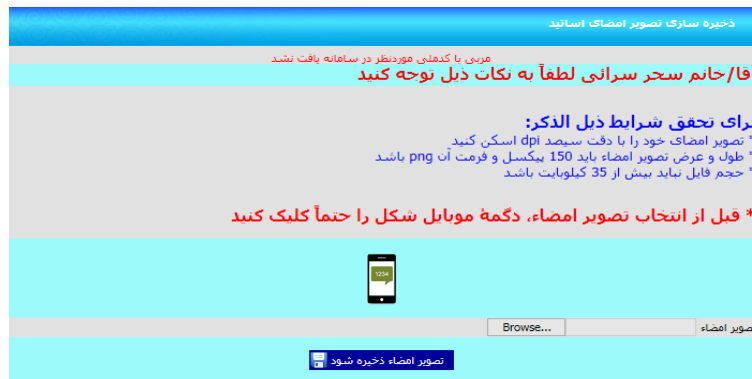 ذخیره سازی تصویر امضای اساتید
مربی با کدملی موردنظر در سامانه یافت نشد
قا/خانم سحر سرائی لطفاً به نکات ذیل توجه کنید
رای تحقق شرایط ذیل الذکر:
* تصویر امضای خود را با دقت سیصد dpi اسکن کنید
* طول و عرض تصویر امضاء باید 150 پیکسل و فرمت آن png باشد
* حجم فایل نباید بیش از 35 کیلوبایت باشد
* قبل از انتخاب تصویر امضاء، دگمهٔ موبایل شکل را حتماً کلیک کنید
1234
صویر امضاء Browse...
تصویر امضاء ذخیره شود